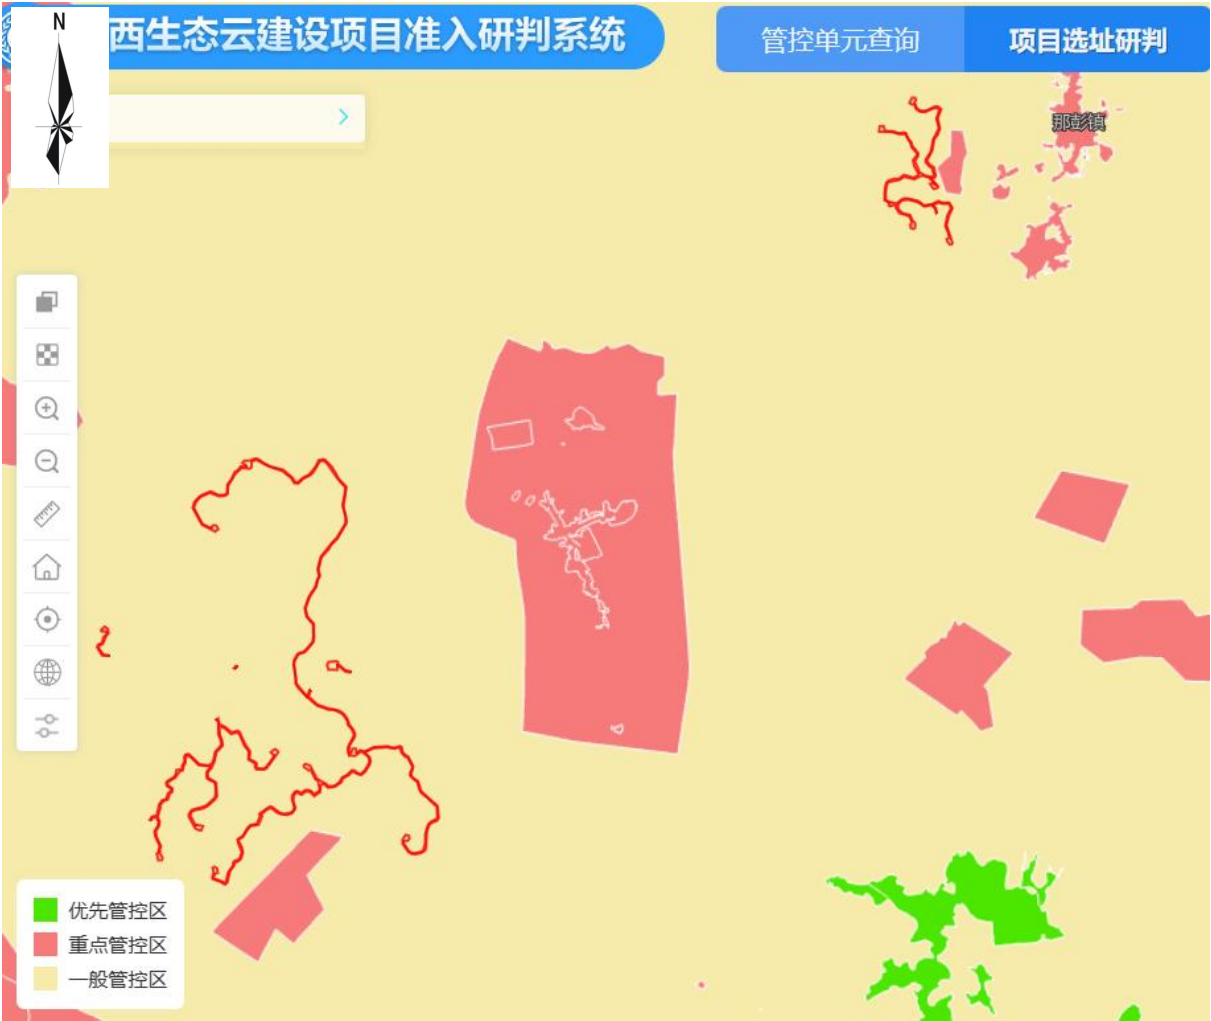 N
西生态云建设项目准入研判系统
管控单元查询
项目选址研判
那彭镇
优先管控区
重点管控区
一般管控区